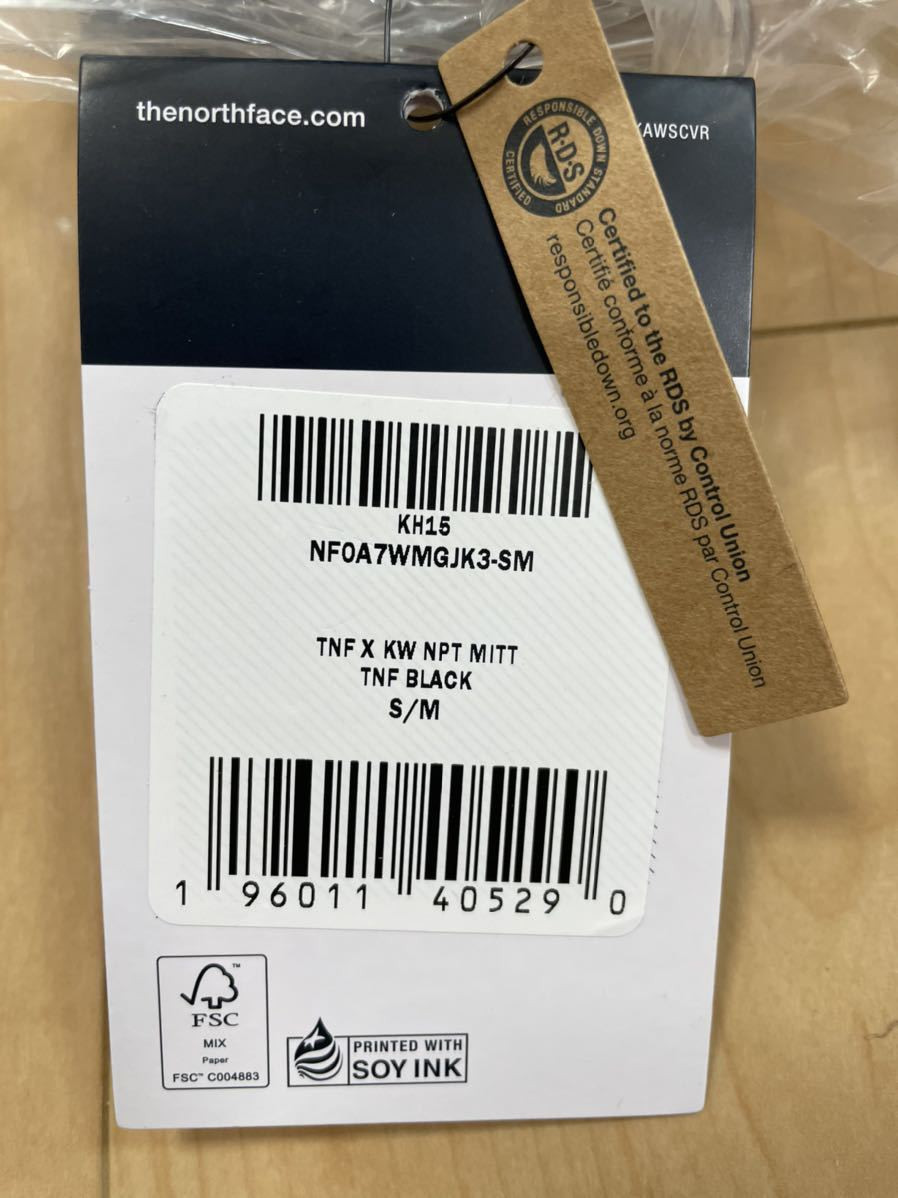 thenorthface.com
KAWSCVR
RESPONSIBLE DOWN STANDARD
R·D·S
CERTIFIED
Certified to the RDS by Control Union
Certifié conforme à la norme RDS par Control Union
responsibledown.org
KH15
NF0A7WMGJK3-SM
TNF X KW NPT MITT
TNF BLACK
S/M
1 96011 40529 0
FSC
™
MIX
Paper
FSC™ C004883
PRINTED WITH
SOY INK